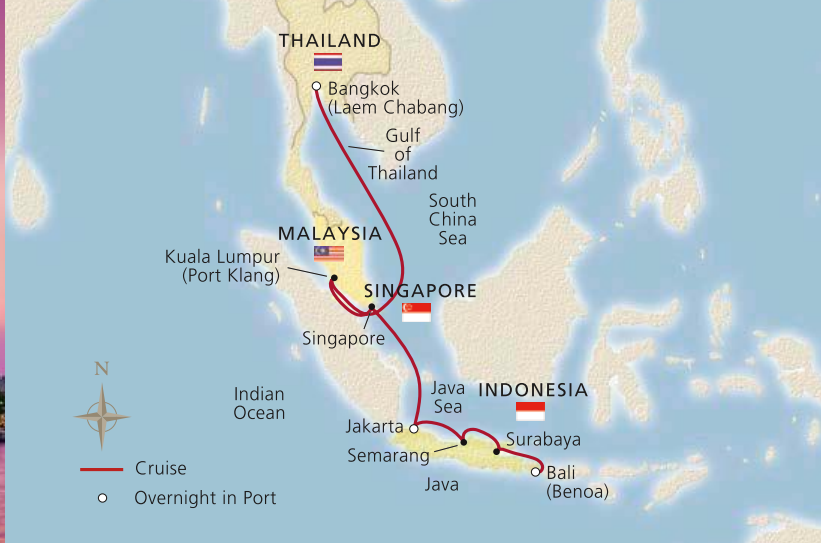 THAILAND
Bangkok
(Laem Chabang)
Gulf
of
Thailand
South
China
Sea
MALAYSIA
Kuala Lumpur
(Port Klang)
SINGAPORE
Singapore
Indian
Ocean
Java
Sea
INDONESIA
Jakarta
Semarang
Surabaya
Java
Bali
(Benoa)
N
Cruise
Overnight in Port